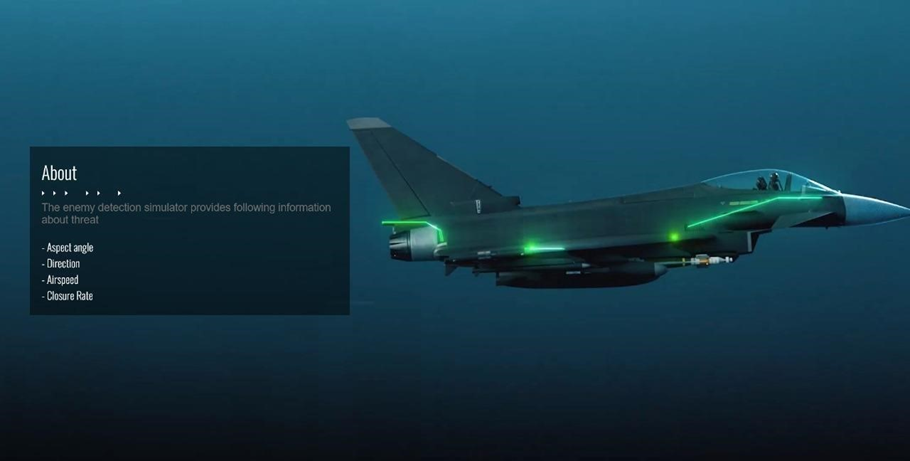 About
The enemy detection simulator provides following information
about threat
- Aspect angle
- Direction
- Airspeed
- Closure Rate